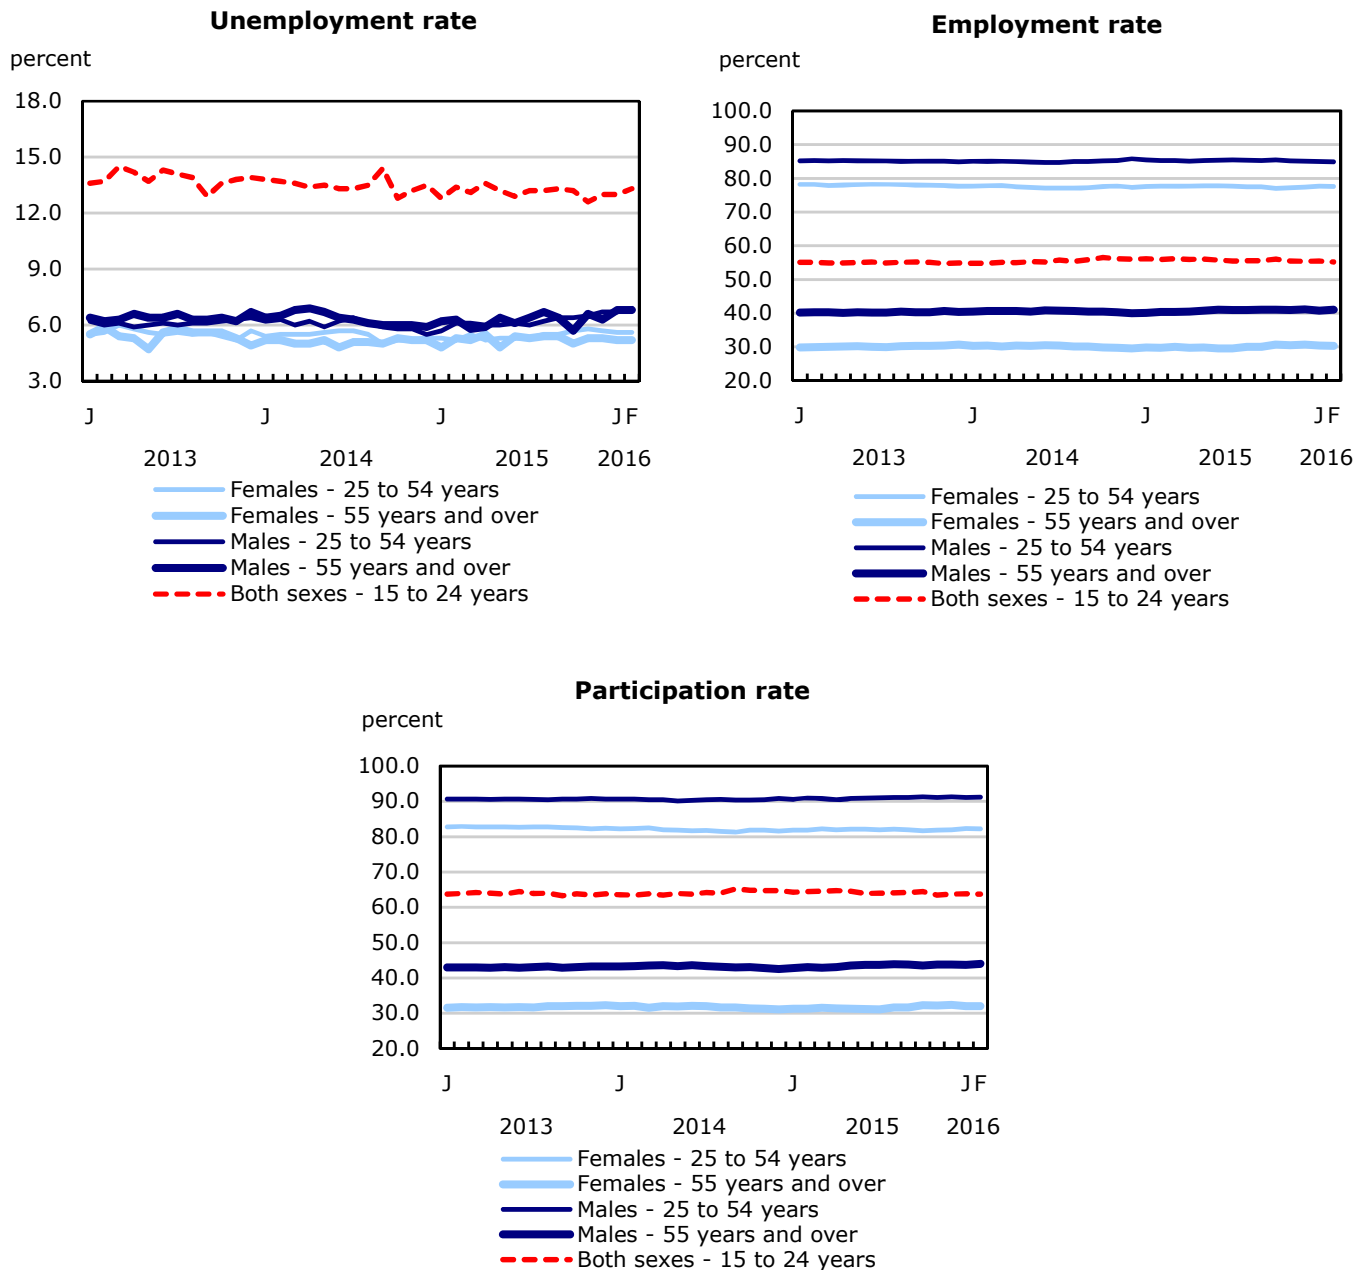 Unemployment rate
percent
18.0
15.0
12.0
9.0
6.0
3.0
J J J J F
2013 2014 2015 2016
Females - 25 to 54 years
Females - 55 years and over
Males - 25 to 54 years
Males - 55 years and over
Both sexes - 15 to 24 years
Employment rate
percent
100.0
90.0
80.0
70.0
60.0
50.0
40.0
30.0
20.0
J J J J F
2013 2014 2015 2016
Females - 25 to 54 years
Females - 55 years and over
Males - 25 to 54 years
Males - 55 years and over
Both sexes - 15 to 24 years
Participation rate
percent
100.0
90.0
80.0
70.0
60.0
50.0
40.0
30.0
20.0
J J J J F
2013 2014 2015 2016
Females - 25 to 54 years
Females - 55 years and over
Males - 25 to 54 years
Males - 55 years and over
Both sexes - 15 to 24 years